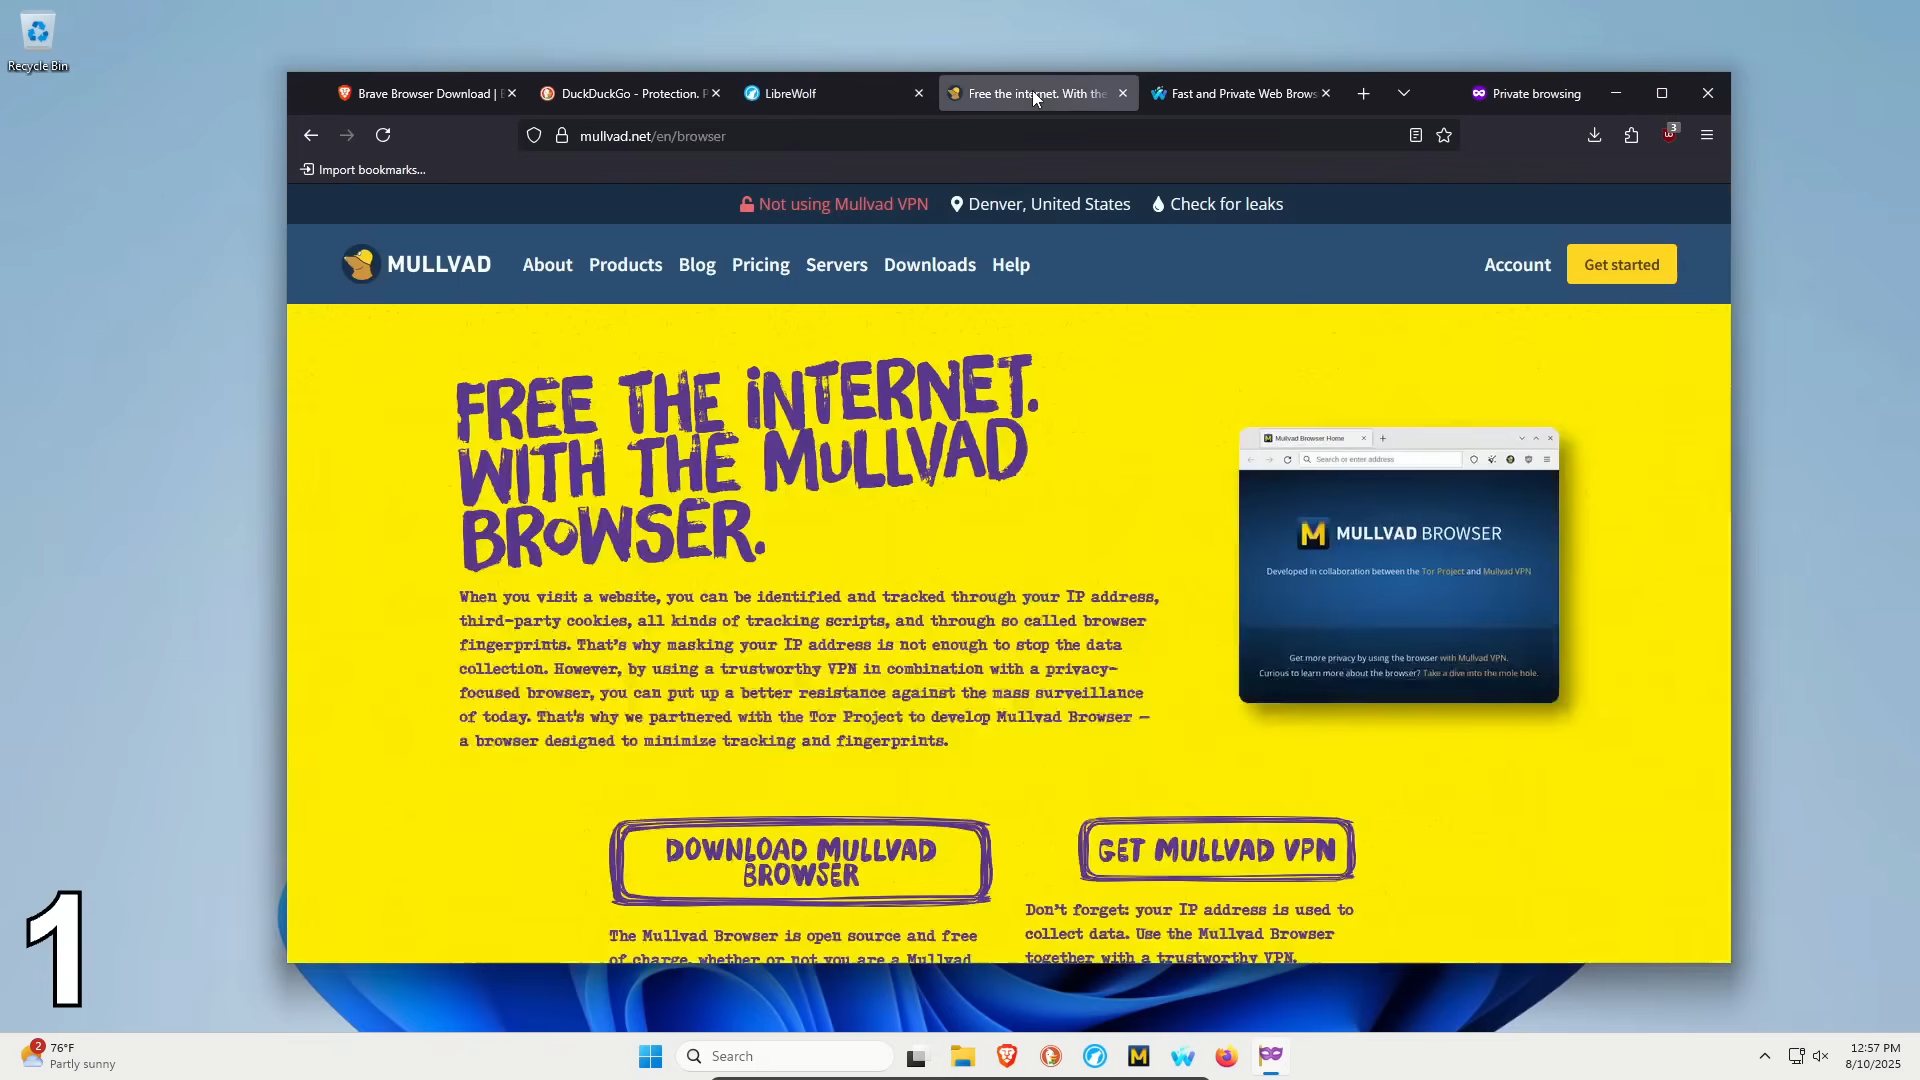 Recycle Bin
Brave Browser Download |
DuckDuckGo - Protection. P
LibreWolf
Free the internet. With the
Fast and Private Web Brows
Private browsing
mullvad.net/en/browser
3
Import bookmarks...
Not using Mullvad VPN
Denver, United States
Check for leaks
MULLVAD
About
Products
Blog
Pricing
Servers
Downloads
Help
Account
Get started
FREE THE INTERNET.
WITH THE MULLVAD
BROWSER.
When you visit a website, you can be identified and tracked through your IP address,
third-party cookies, all kinds of tracking scripts, and through so called browser
fingerprints. That's why masking your IP address is not enough to stop the data
collection. However, by using a trustworthy VPN in combination with a privacy-
focused browser, you can put up a better resistance against the mass surveillance
of today. That's why we partnered with the Tor Project to develop Mullvad Browser –
a browser designed to minimize tracking and fingerprints.
Mullvad Browser Home
Search or enter address
M MULLVAD BROWSER
Developed in collaboration between the Tor Project and Mullvad VPN
Get more privacy by using the browser with Mullvad VPN.
Curious to learn more about the browser? Take a dive into the mole hole.
DOWNLOAD MULLVAD
BROWSER
GET MULLVAD VPN
The Mullvad Browser is open source and free
of charge, whether or not you are a Mullvad
Don't forget: your IP address is used to
collect data. Use the Mullvad Browser
together with a trustworthy VPN.
1
2
76°F
Partly sunny
Search
M
12:57 PM
8/10/2025